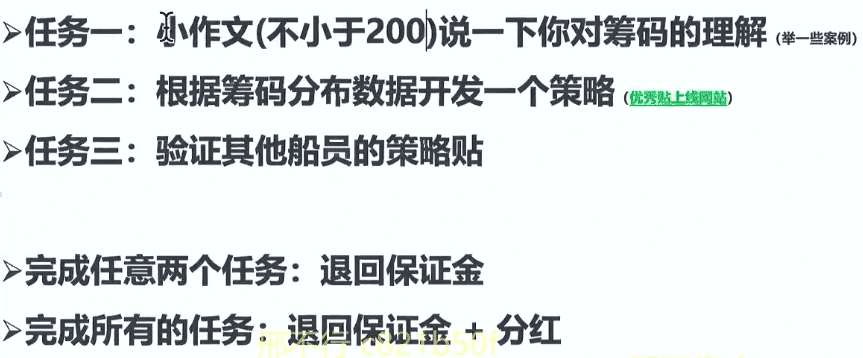 ➢任务一：小作文(不小于200)说一下你对筹码的理解（举一些案例）
➢任务二：根据筹码分布数据开发一个策略（优秀贴上线网站）
➢任务三：验证其他船员的策略贴
➢完成任意两个任务：退回保证金
➢完成所有的任务：退回保证金 + 分红